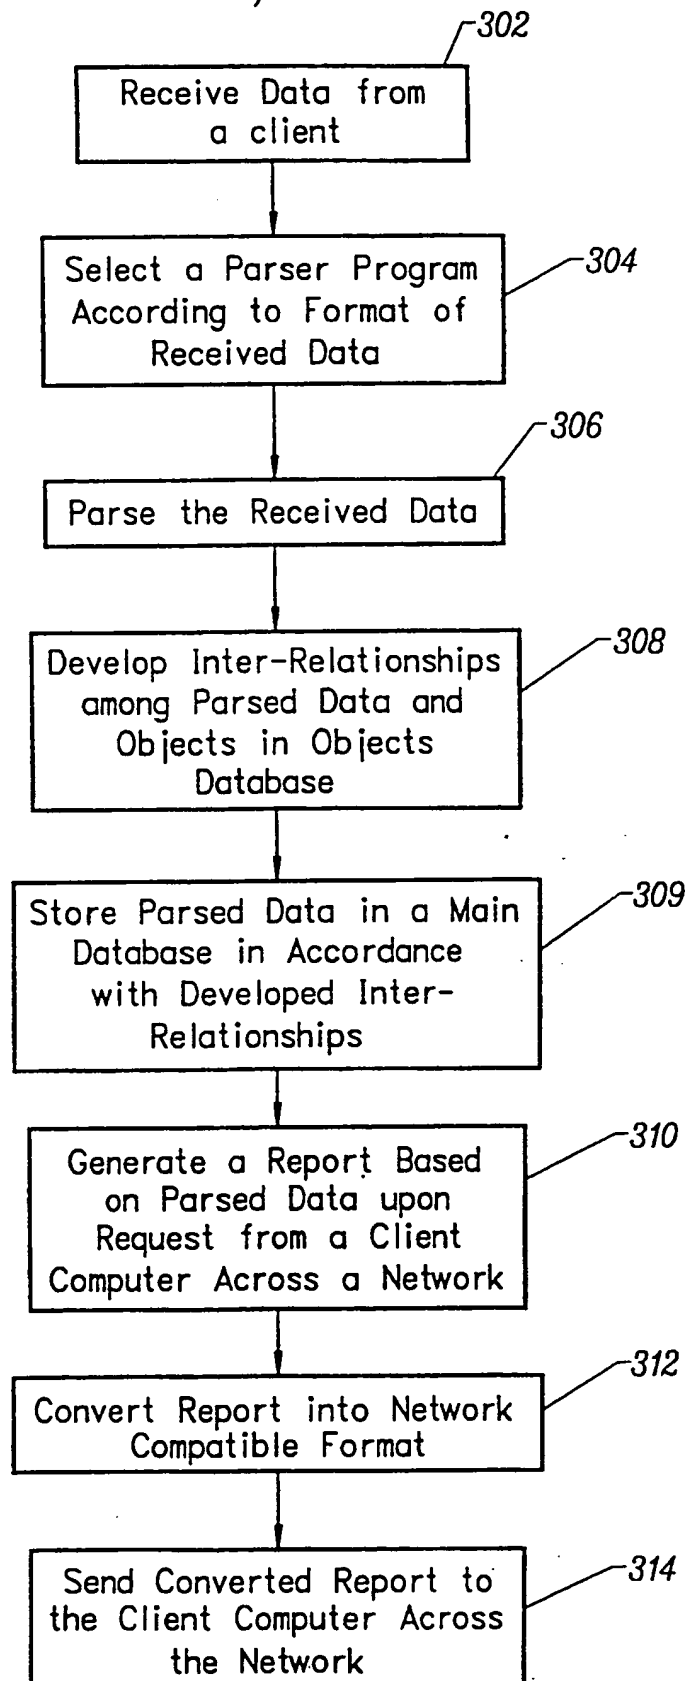 302
Receive Data from
a client
Select a Parser Program
According to Format of
Received Data
304
306
Parse the Received Data
Develop Inter-Relationships
among Parsed Data and
Objects in Objects
Database
308
Store Parsed Data in a Main
Database in Accordance
with Developed Inter-
Relationships
309
Generate a Report Based
on Parsed Data upon
Request from a Client
Computer Across a Network
310
Convert Report into Network
Compatible Format
312
Send Converted Report to
the Client Computer Across
the Network
314